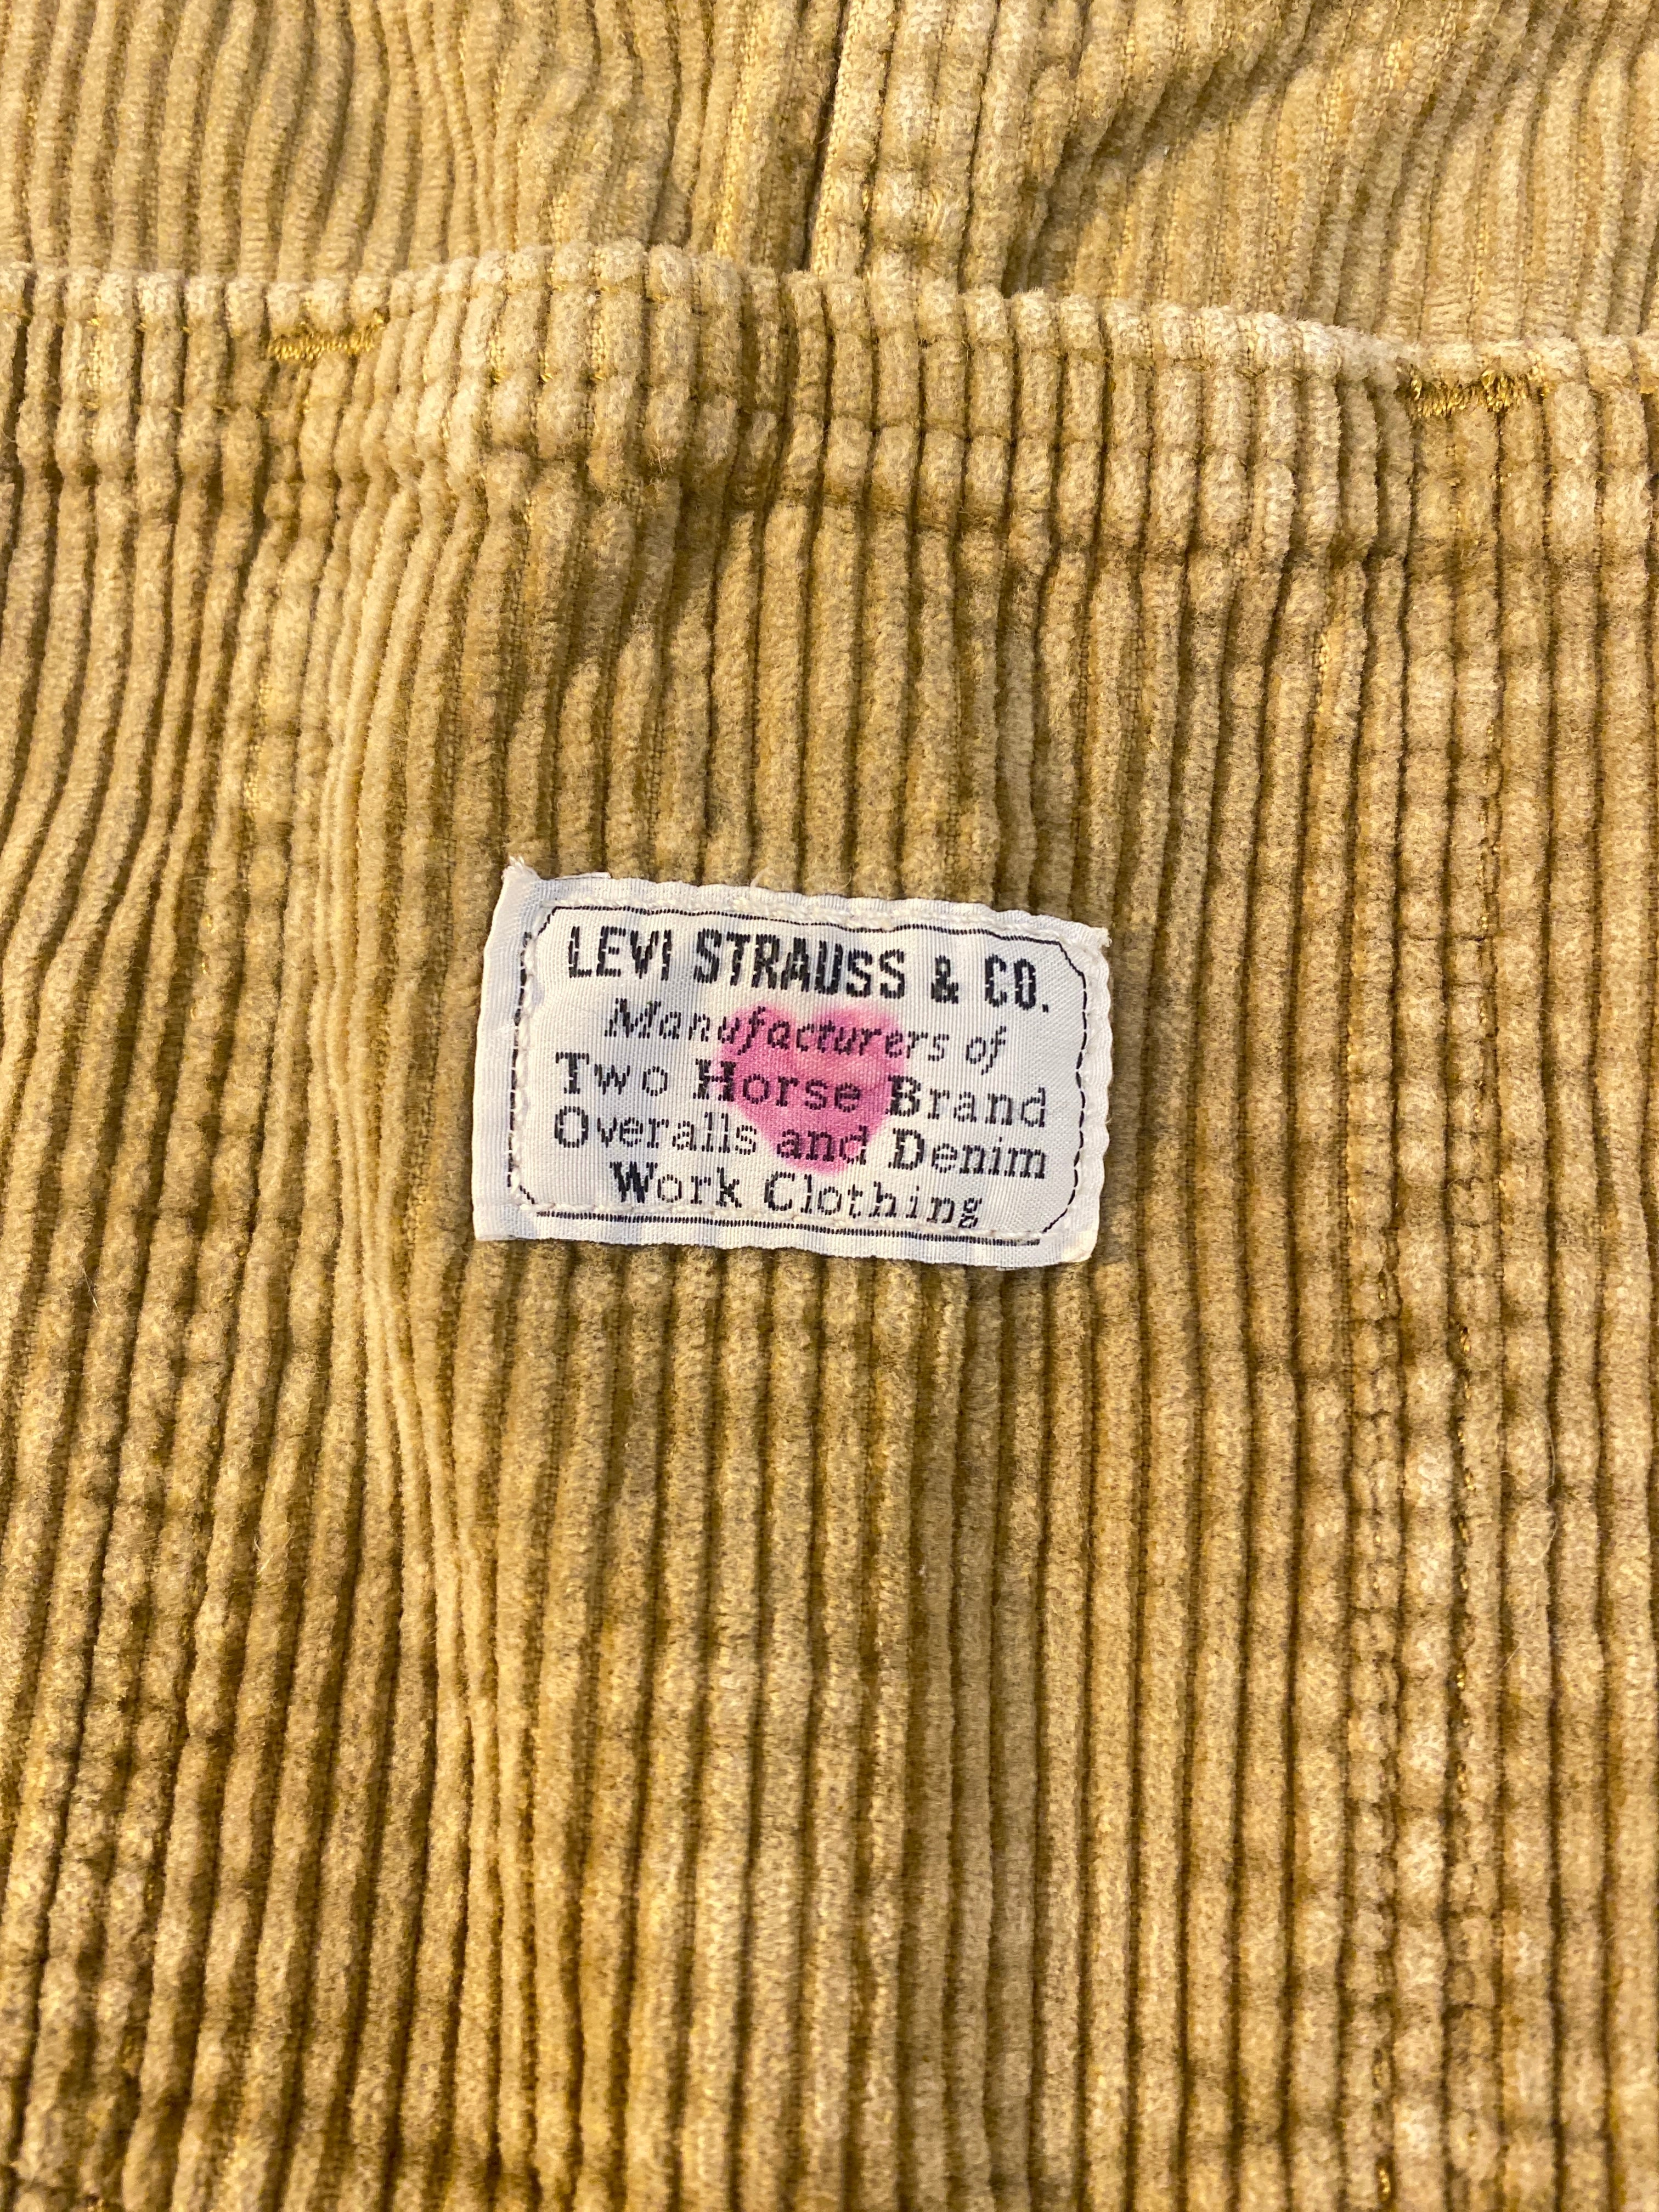 LEVI STRAUSS & CO.
Manufacturers of
Two Horse Brand
Overalls and Denim
Work Clothing